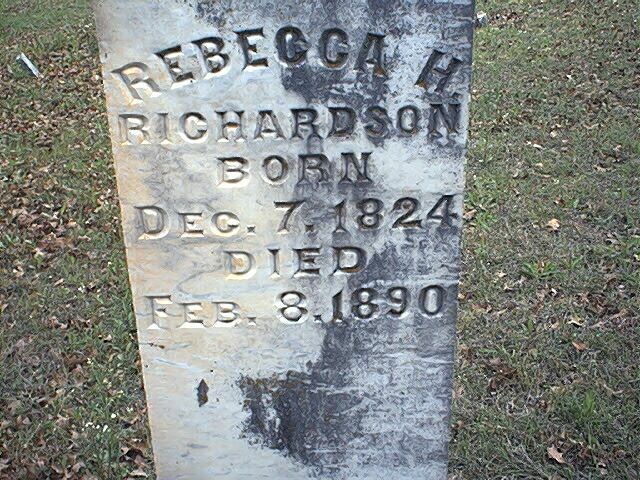 REBECCA H.
RICHARDSON
BORN
DEC. 7. 1824
DIED
FEB. 8. 1890